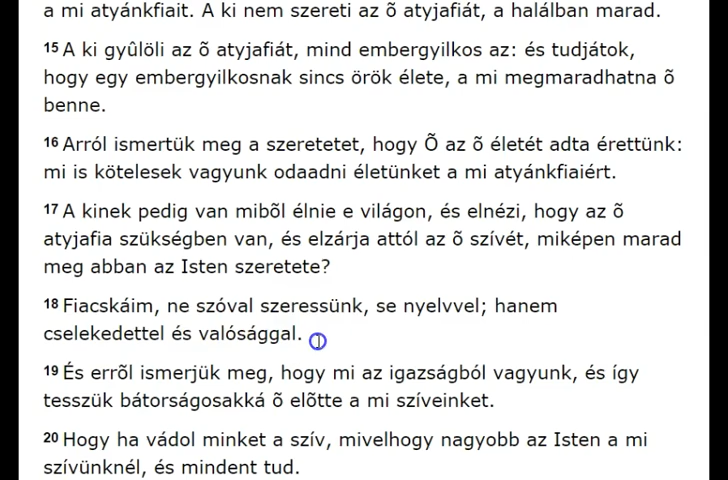 a mi atyánkfiait. A ki nem szereti az õ atyjafiát, a halálban marad.
15 A ki gyûlöli az õ atyjafiát, mind embergyilkos az: és tudjátok,
hogy egy embergyilkosnak sincs örök élete, a mi megmaradhatna õ
benne.
16 Arról ismertük meg a szeretetet, hogy Õ az õ életét adta érettünk:
mi is kötelesek vagyunk odaadni életünket a mi atyánkfiaiért.
17 A kinek pedig van mibõl élnie e világon, és elnézi, hogy az õ
atyjafia szükségben van, és elzárja attól az õ szívét, miképen marad
meg abban az Isten szeretete?
18 Fiacskáim, ne szóval szeressünk, se nyelvvel; hanem
cselekedettel és valósággal.
19 És errõl ismerjük meg, hogy mi az igazságból vagyunk, és így
tesszük bátorságosakká õ elõtte a mi szíveinket.
20 Hogy ha vádol minket a szív, mivelhogy nagyobb az Isten a mi
szívünknél, és mindent tud.